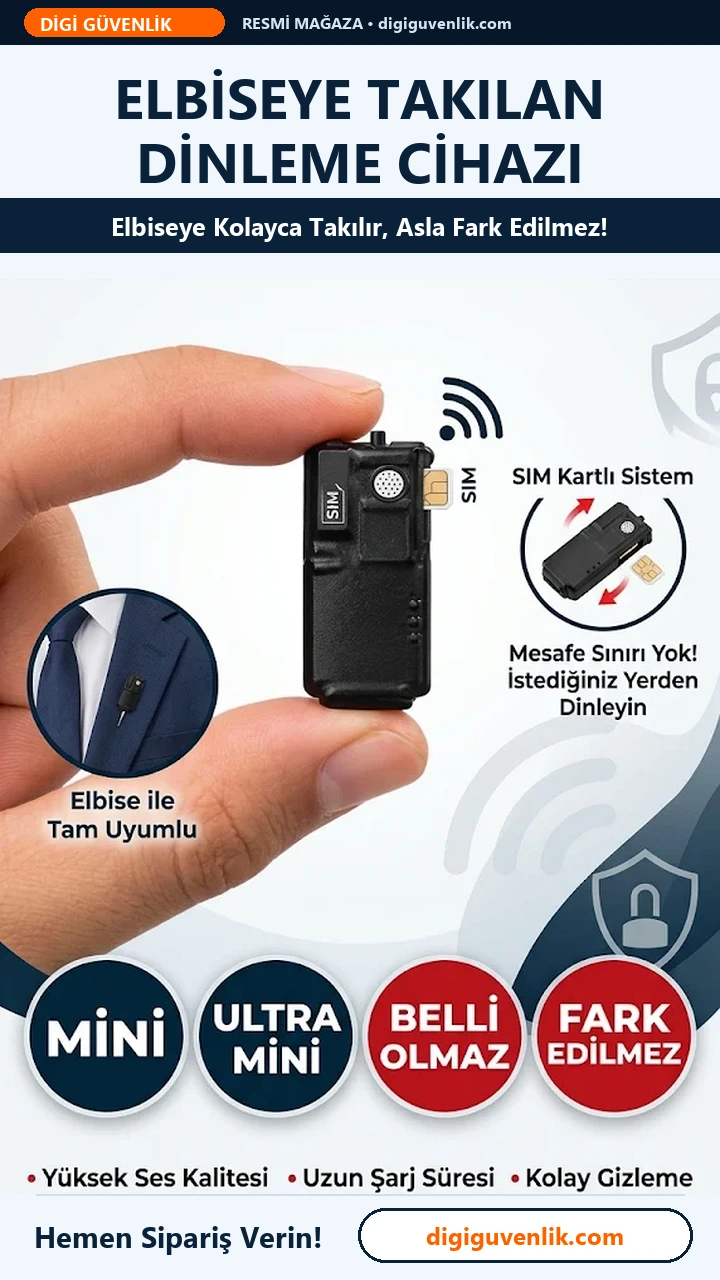 DİGİ GÜVENLİK
RESMİ MAĞAZA • digiguvenlik.com
ELBİSEYE TAKILAN
DİNLEME CİHAZI
Elbiseye Kolayca Takılır, Asla Fark Edilmez!
SIM
SIM
SIM Kartlı Sistem
Mesafe Sınırı Yok!
İstediğiniz Yerden
Dinleyin
Elbise ile
Tam Uyumlu
MİNİ
ULTRA
MİNİ
BELLİ
OLMAZ
FARK
EDİLMEZ
• Yüksek Ses Kalitesi • Uzun Şarj Süresi • Kolay Gizleme
Hemen Sipariş Verin!
digiguvenlik.com